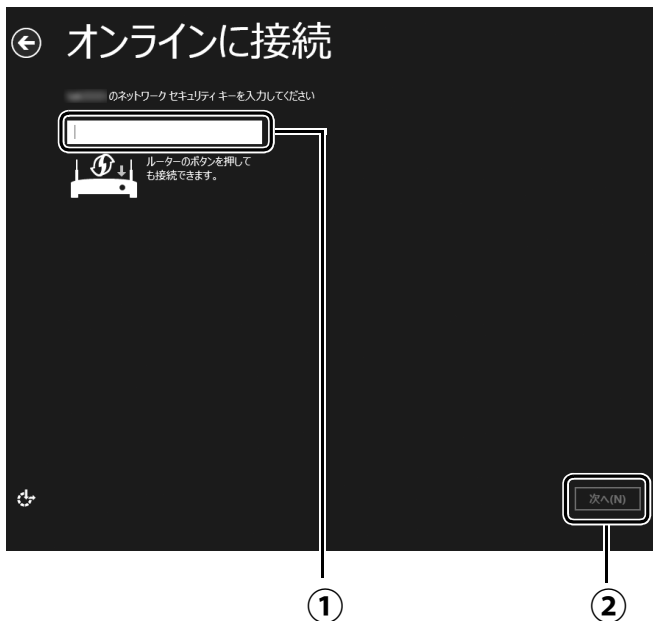 オンラインに接続
のネットワーク セキュリティ キーを入力してください
ルーターのボタンを押して
も接続できます。
次へ(N)
① ②